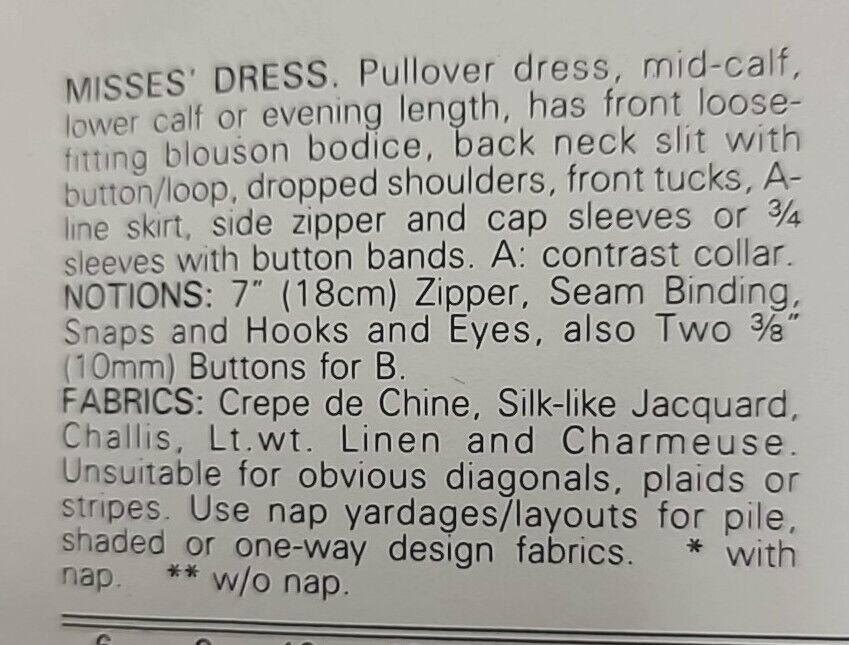 MISSES' DRESS. Pullover dress, mid-calf,
lower calf or evening length, has front loose-
fitting blouson bodice, back neck slit with
button/loop, dropped shoulders, front tucks, A-
line skirt, side zipper and cap sleeves or ¾
sleeves with button bands. A: contrast collar.
NOTIONS: 7" (18cm) Zipper, Seam Binding,
Snaps and Hooks and Eyes, also Two ⅜"
(10mm) Buttons for B.
FABRICS: Crepe de Chine, Silk-like Jacquard,
Challis, Lt.wt. Linen and Charmeuse.
Unsuitable for obvious diagonals, plaids or
stripes. Use nap yardages/layouts for pile,
shaded or one-way design fabrics. * with
nap. ** w/o nap.